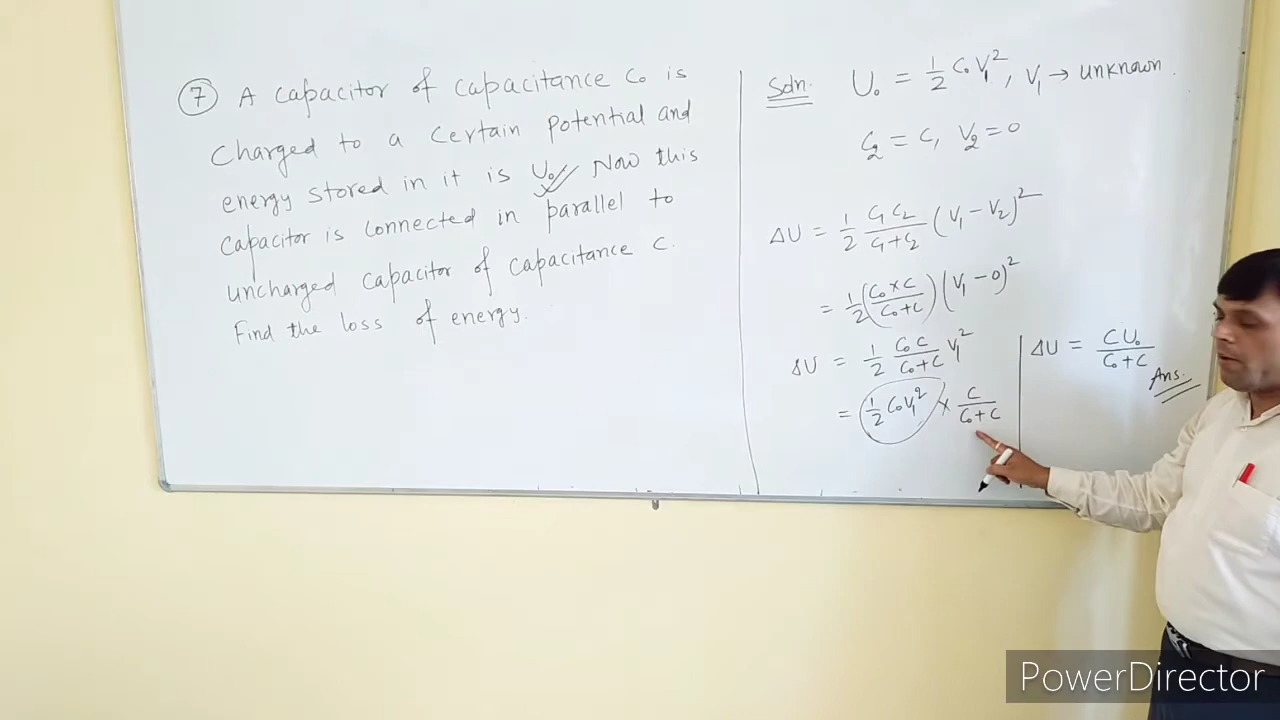 7 A capacitor of capacitance C₀ is
charged to a certain potential and
energy stored in it is U₀. Now this
capacitor is connected in parallel to
uncharged capacitor of capacitance C.
Find the loss of energy.
Soln. U₀ = 1/2 C₀ V₁², V₁ → unknown.
C₂ = C, V₂ = 0
ΔU = 1/2 C₁C₂/(C₁+C₂) (V₁ − V₂)²
= 1/2 (C₀×C/(C₀+C)) (V₁ − 0)²
ΔU = 1/2 C₀C/(C₀+C) V₁²
= 1/2 C₀V₁² × C/(C₀+C)
ΔU = CU₀/(C₀+C)
Ans.
PowerDirector